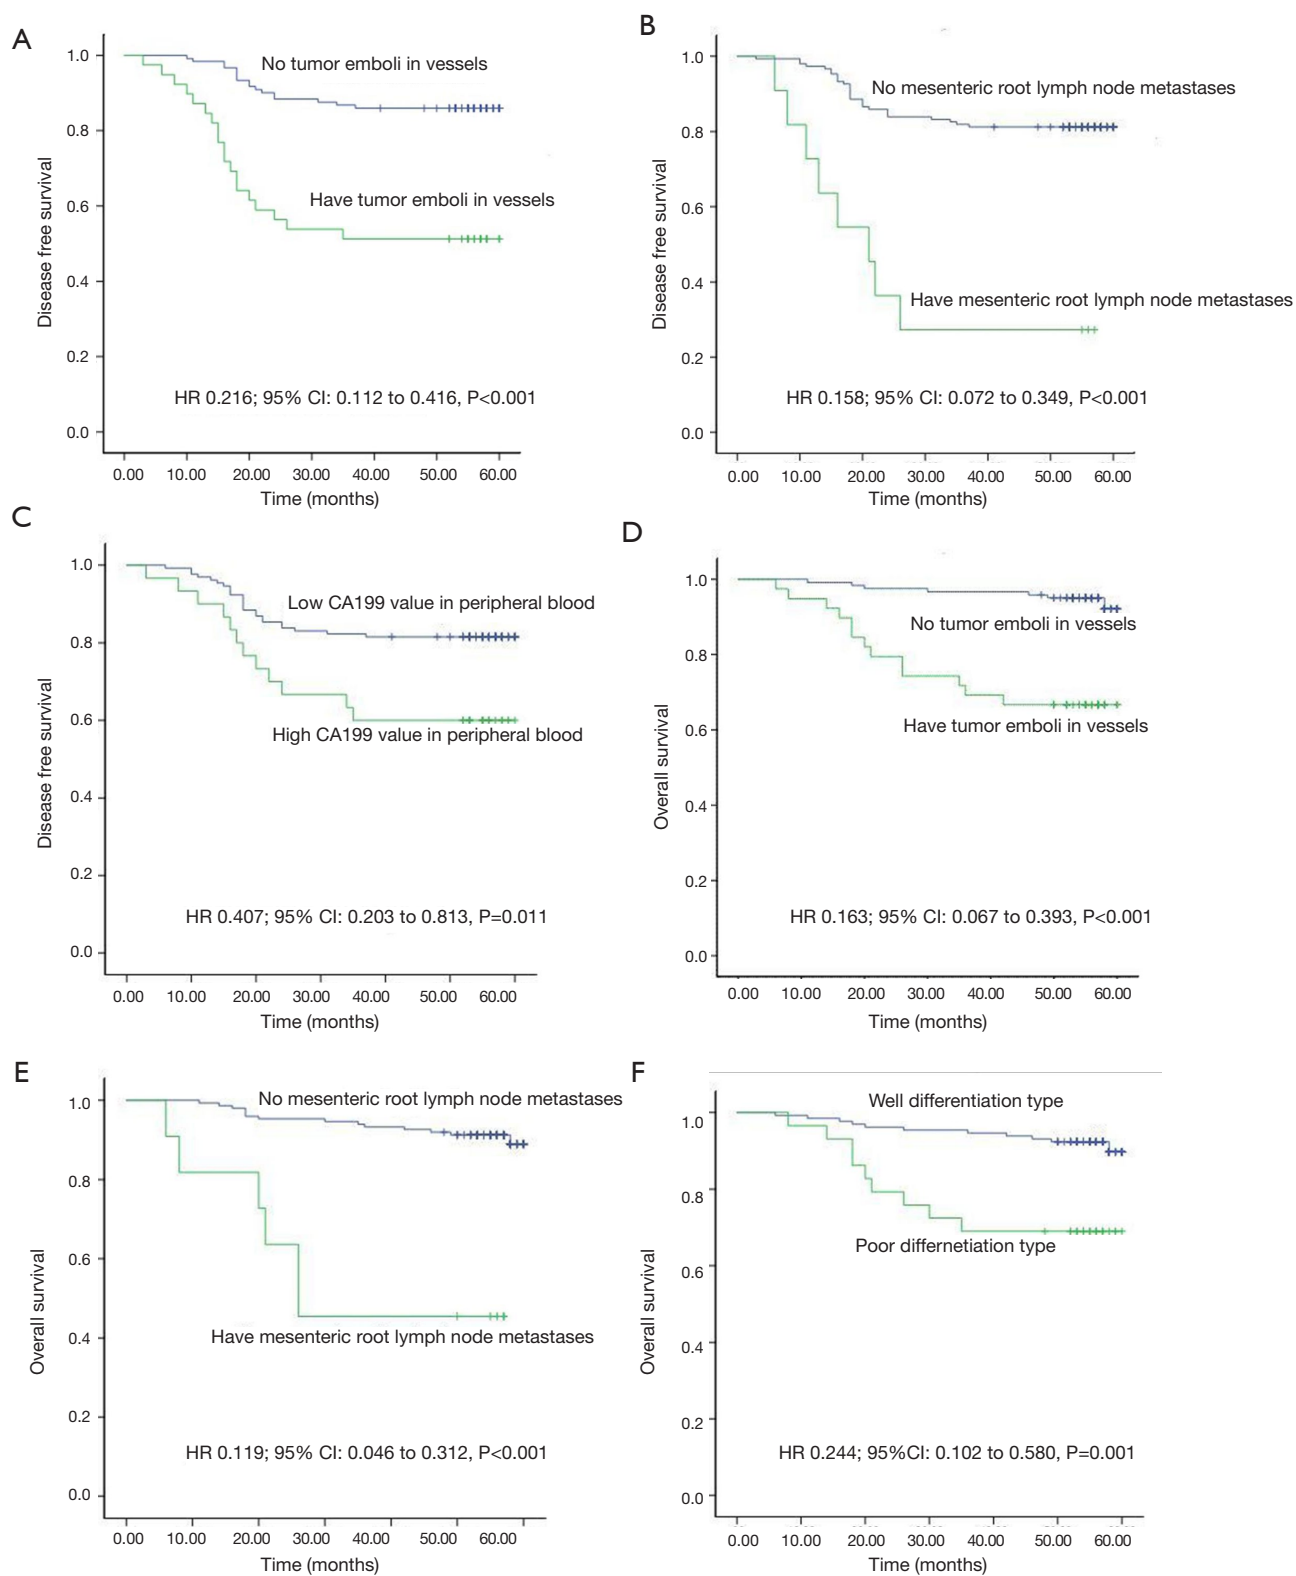 A
1.0
0.8
0.6
0.4
0.2
0.0
Disease free survival
No tumor emboli in vessels
Have tumor emboli in vessels
HR 0.216; 95% CI: 0.112 to 0.416, P<0.001
0.00 10.00 20.00 30.00 40.00 50.00 60.00
Time (months)
B
1.0
0.8
0.6
0.4
0.2
0.0
Disease free survival
No mesenteric root lymph node metastases
Have mesenteric root lymph node metastases
HR 0.158; 95% CI: 0.072 to 0.349, P<0.001
0.00 10.00 20.00 30.00 40.00 50.00 60.00
Time (months)
C
1.0
0.8
0.6
0.4
0.2
0.0
Disease free survival
Low CA199 value in peripheral blood
High CA199 value in peripheral blood
HR 0.407; 95% CI: 0.203 to 0.813, P=0.011
0.00 10.00 20.00 30.00 40.00 50.00 60.00
Time (months)
D
1.0
0.8
0.6
0.4
0.2
0.0
Overall survival
No tumor emboli in vessels
Have tumor emboli in vessels
HR 0.163; 95% CI: 0.067 to 0.393, P<0.001
0.00 10.00 20.00 30.00 40.00 50.00 60.00
Time (months)
E
1.0
0.8
0.6
0.4
0.2
0.0
Overall survival
No mesenteric root lymph node metastases
Have mesenteric root lymph node metastases
HR 0.119; 95% CI: 0.046 to 0.312, P<0.001
0.00 10.00 20.00 30.00 40.00 50.00 60.00
Time (months)
F
1.0
0.8
0.6
0.4
0.2
0.0
Overall survival
Well differentiation type
Poor differnetiation type
HR 0.244; 95%CI: 0.102 to 0.580, P=0.001
0.00 10.00 20.00 30.00 40.00 50.00 60.00
Time (months)